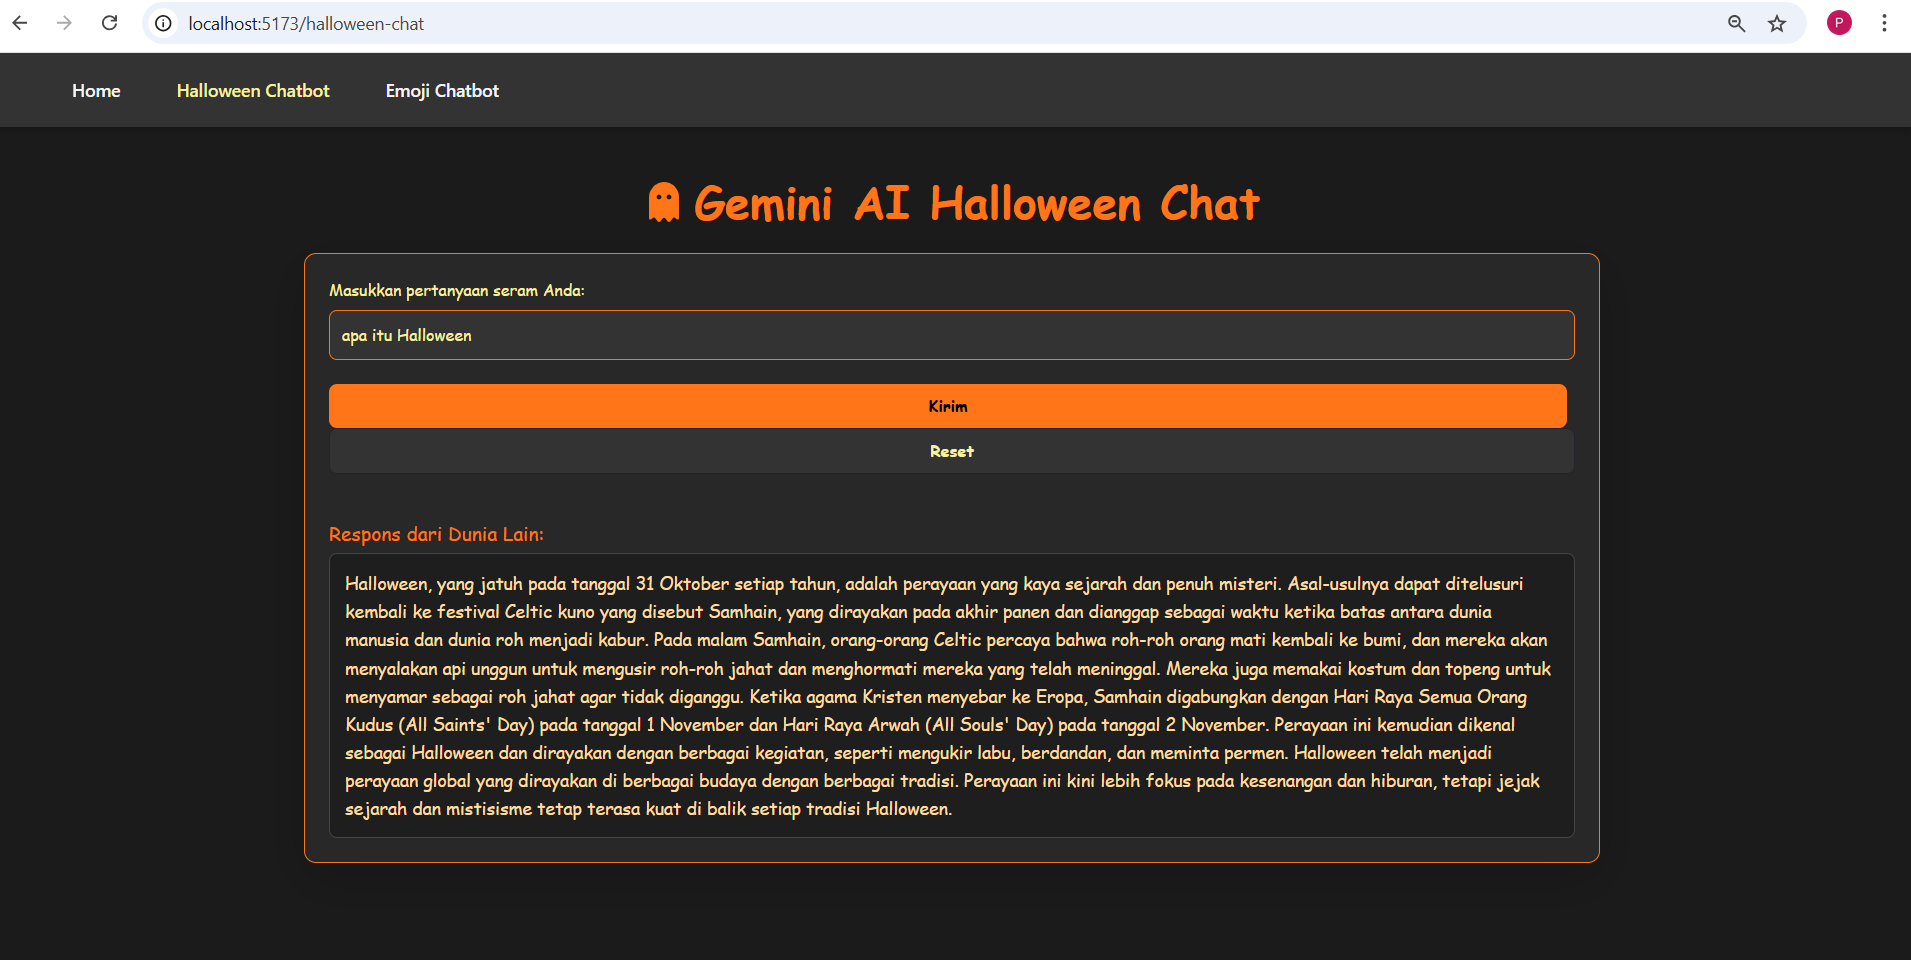 localhost:5173/halloween-chat
P
Home
Halloween Chatbot
Emoji Chatbot
Gemini AI Halloween Chat
Masukkan pertanyaan seram Anda:
apa itu Halloween
Kirim
Reset
Respons dari Dunia Lain:
Halloween, yang jatuh pada tanggal 31 Oktober setiap tahun, adalah perayaan yang kaya sejarah dan penuh misteri. Asal-usulnya dapat ditelusuri
kembali ke festival Celtic kuno yang disebut Samhain, yang dirayakan pada akhir panen dan dianggap sebagai waktu ketika batas antara dunia
manusia dan dunia roh menjadi kabur. Pada malam Samhain, orang-orang Celtic percaya bahwa roh-roh orang mati kembali ke bumi, dan mereka akan
menyalakan api unggun untuk mengusir roh-roh jahat dan menghormati mereka yang telah meninggal. Mereka juga memakai kostum dan topeng untuk
menyamar sebagai roh jahat agar tidak diganggu. Ketika agama Kristen menyebar ke Eropa, Samhain digabungkan dengan Hari Raya Semua Orang
Kudus (All Saints' Day) pada tanggal 1 November dan Hari Raya Arwah (All Souls' Day) pada tanggal 2 November. Perayaan ini kemudian dikenal
sebagai Halloween dan dirayakan dengan berbagai kegiatan, seperti mengukir labu, berdandan, dan meminta permen. Halloween telah menjadi
perayaan global yang dirayakan di berbagai budaya dengan berbagai tradisi. Perayaan ini kini lebih fokus pada kesenangan dan hiburan, tetapi jejak
sejarah dan mistisisme tetap terasa kuat di balik setiap tradisi Halloween.